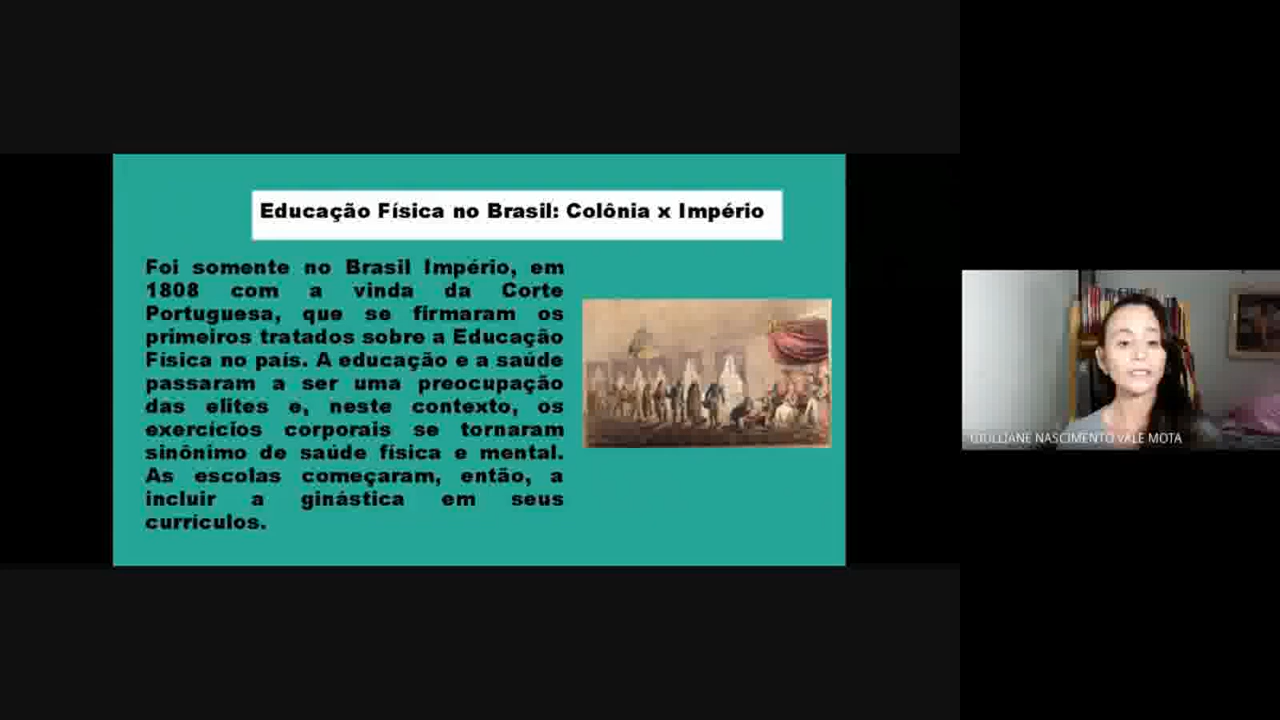 Educação Física no Brasil: Colônia x Império
Foi somente no Brasil Império, em
1808 com a vinda da Corte
Portuguesa, que se firmaram os
primeiros tratados sobre a Educação
Física no país. A educação e a saúde
passaram a ser uma preocupação
das elites e, neste contexto, os
exercícios corporais se tornaram
sinônimo de saúde física e mental.
As escolas começaram, então, a
incluir a ginástica em seus
currículos.
GIULLIANE NASCIMENTO VALE MOTA